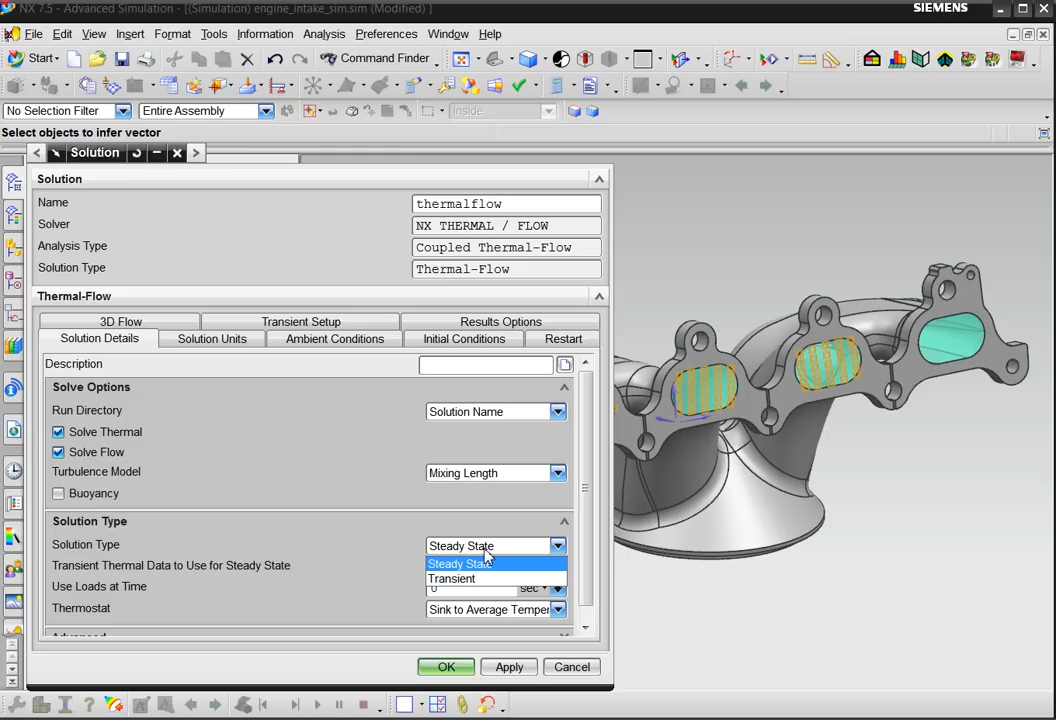 NX 7.5 - Advanced Simulation - [(Simulation) engine_intake_sim.sim (Modified) ]
SIEMENS
File Edit View Insert Format Tools Information Analysis Preferences Window Help
Start
Command Finder
No Selection Filter
Entire Assembly
Inside
Select objects to infer vector
Solution
Solution
Name
thermalflow
Solver
NX THERMAL / FLOW
Analysis Type
Coupled Thermal-Flow
Solution Type
Thermal-Flow
Thermal-Flow
3D Flow
Transient Setup
Results Options
Solution Details
Solution Units
Ambient Conditions
Initial Conditions
Restart
Description
Solve Options
Run Directory
Solution Name
Solve Thermal
Solve Flow
Turbulence Model
Mixing Length
Buoyancy
Solution Type
Solution Type
Steady State
Steady State
Transient
Transient Thermal Data to Use for Steady State
Use Loads at Time
0
sec
Thermostat
Sink to Average Temper
Advanced
OK
Apply
Cancel